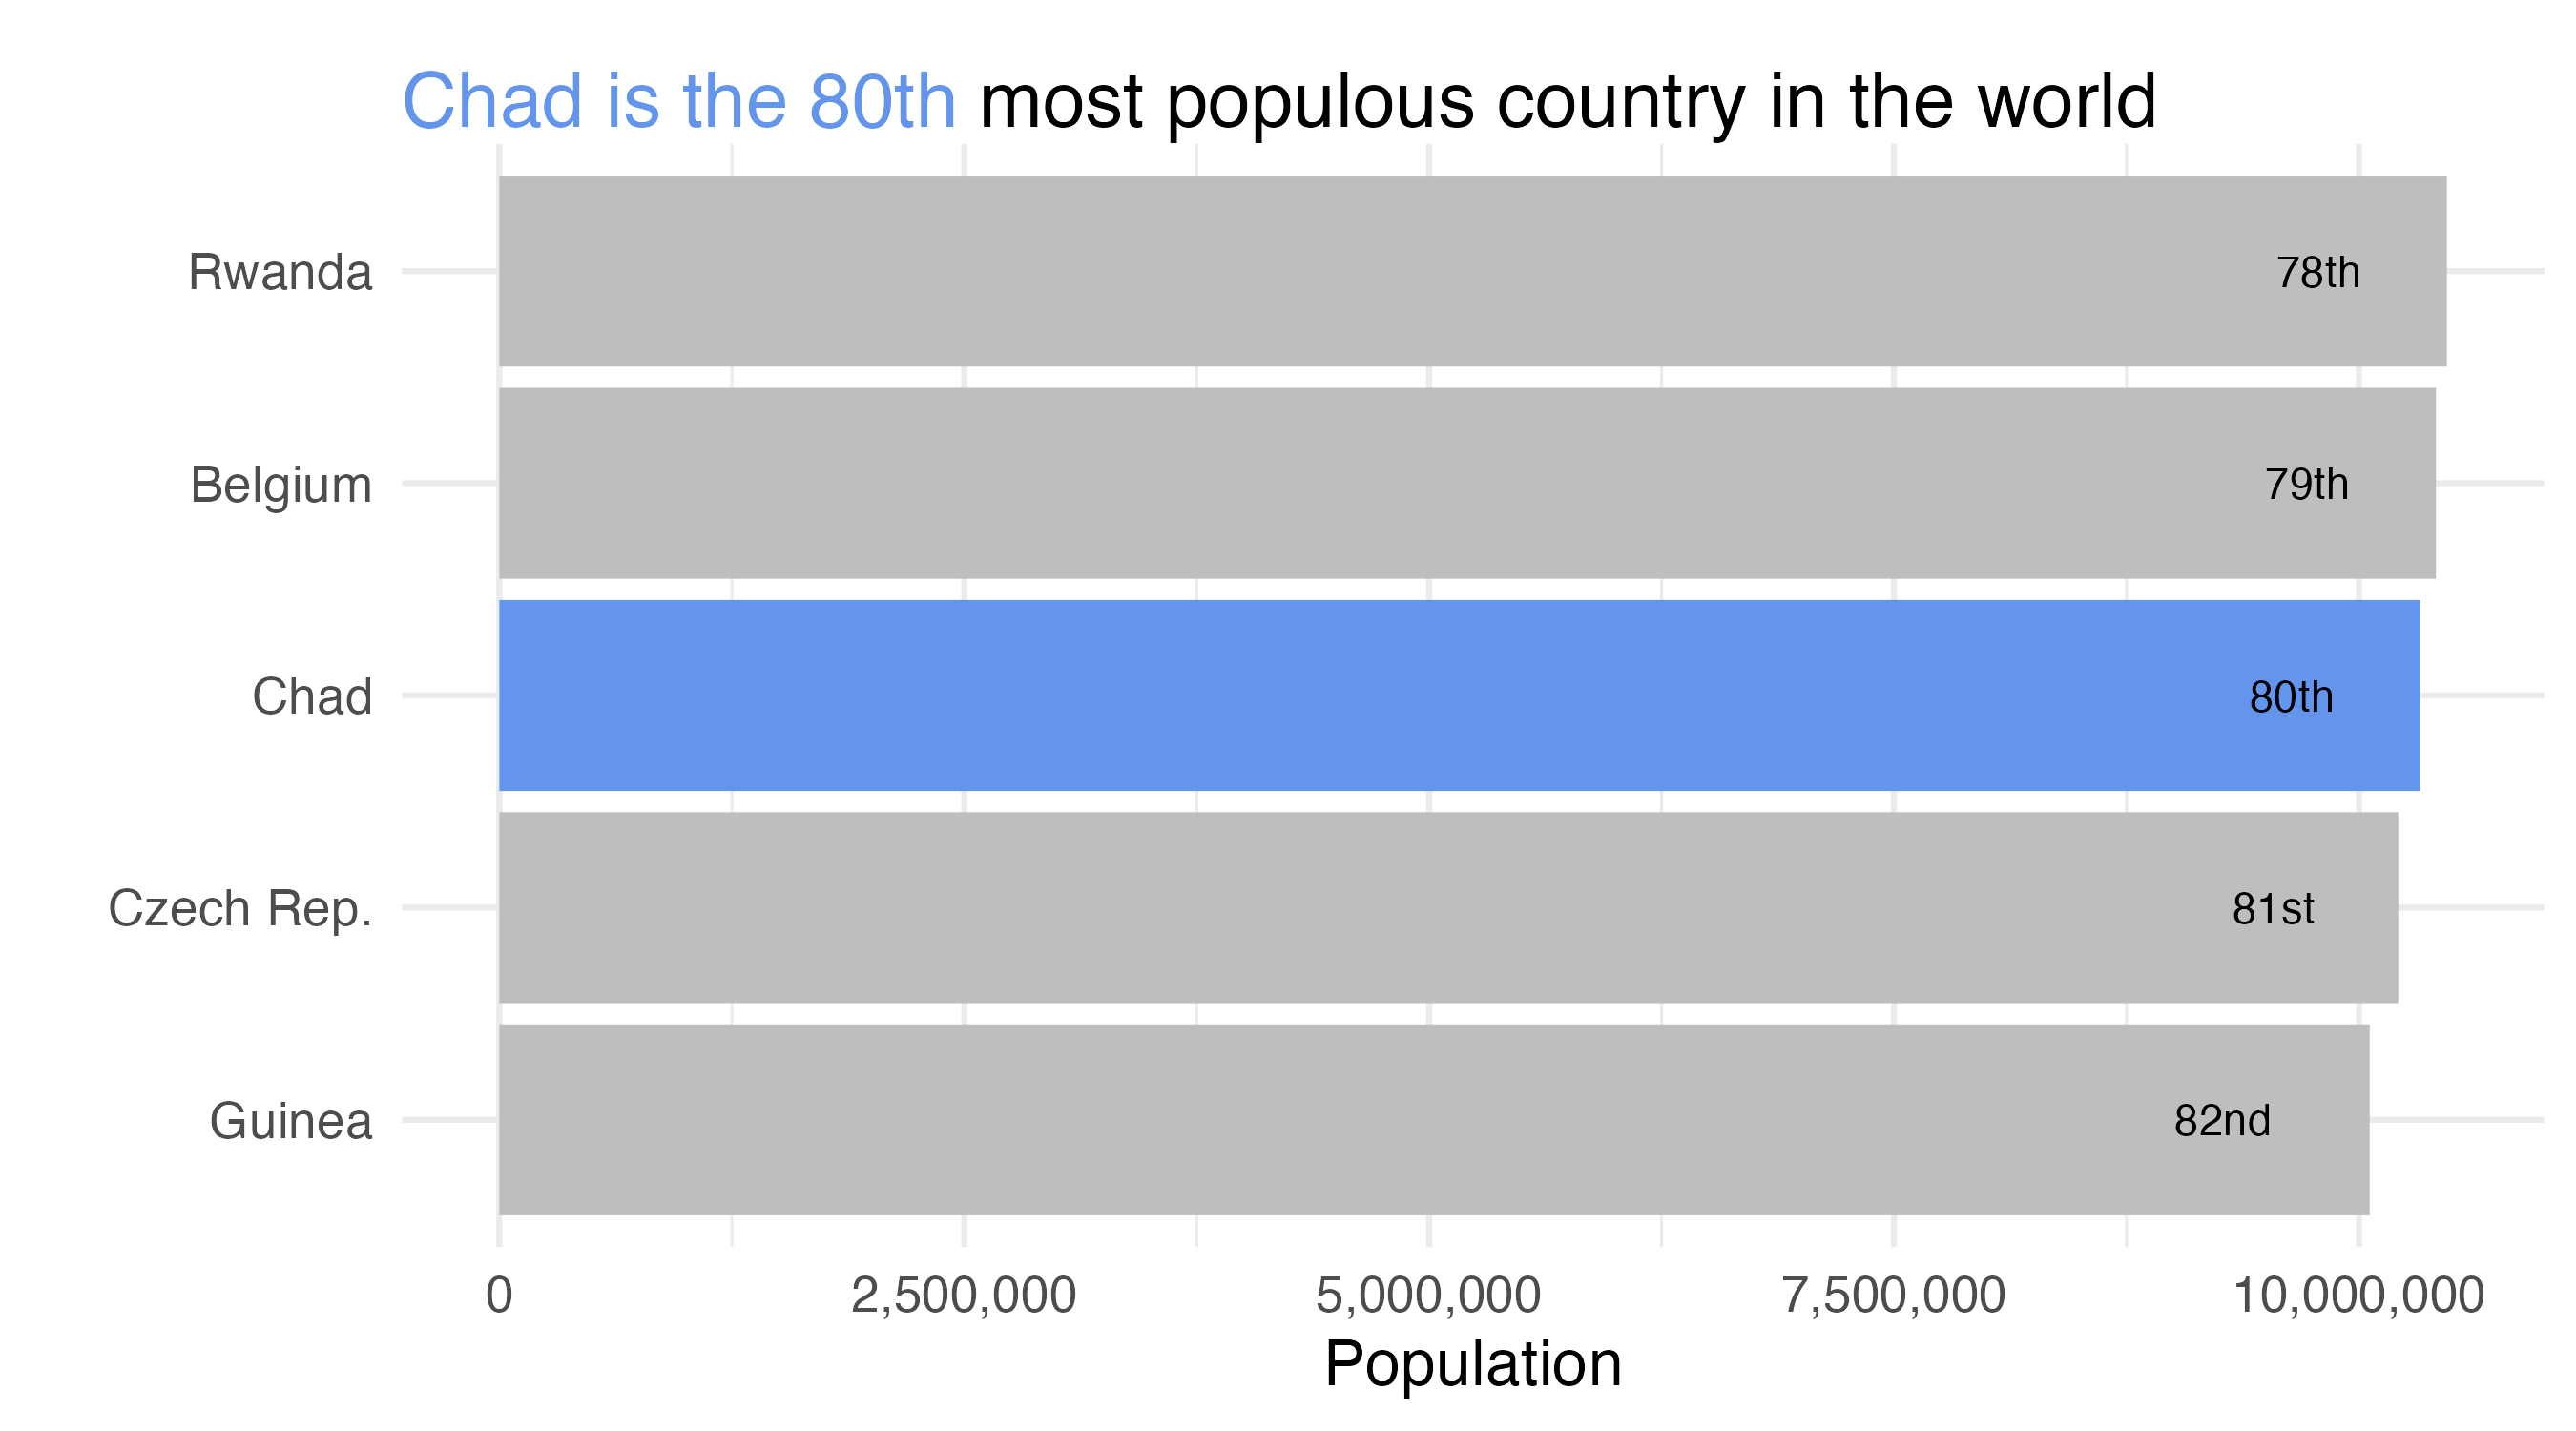 Chad is the 80th most populous country in the world
Rwanda 78th
Belgium 79th
Chad 80th
Czech Rep. 81st
Guinea 82nd
0 2,500,000 5,000,000 7,500,000 10,000,000
Population